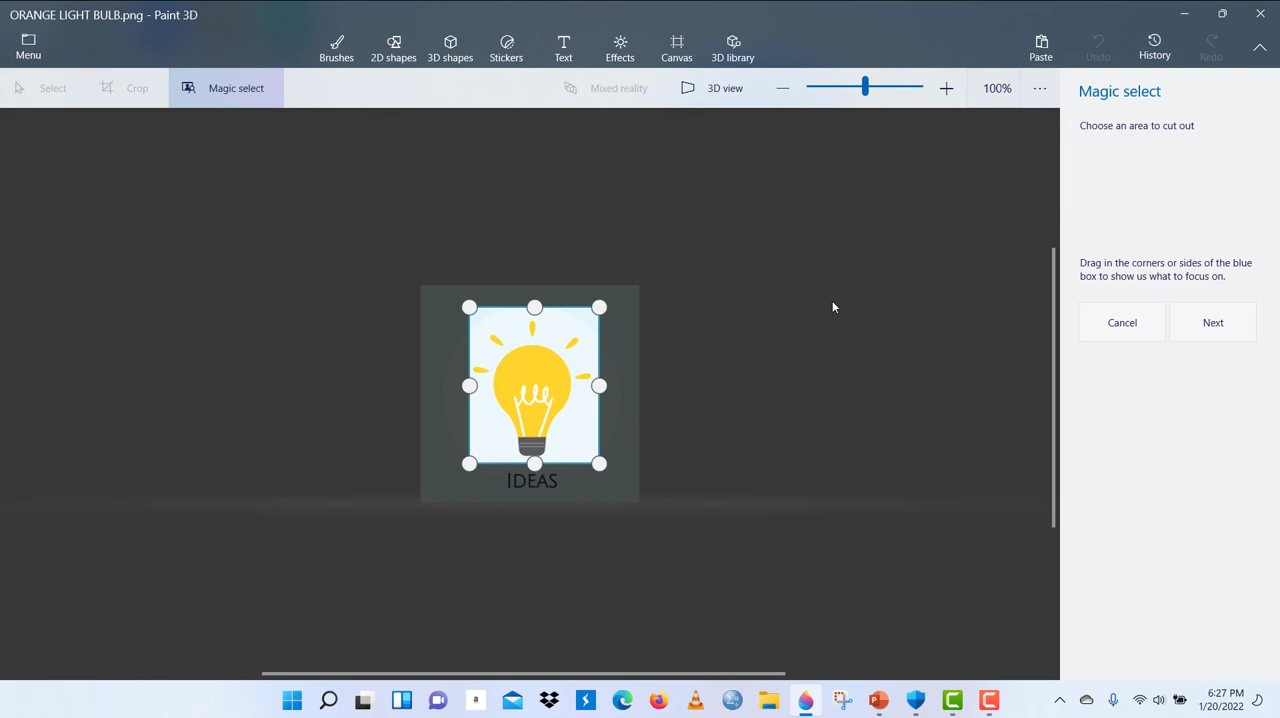 ORANGE LIGHT BULB.png - Paint 3D
Menu
Brushes 2D shapes 3D shapes Stickers Text Effects Canvas 3D library Paste Undo History Redo
Select Crop Magic select Mixed reality 3D view 100%
Magic select
Choose an area to cut out
Drag in the corners or sides of the blue
box to show us what to focus on.
Cancel Next
IDEAS
a
6:27 PM
1/20/2022